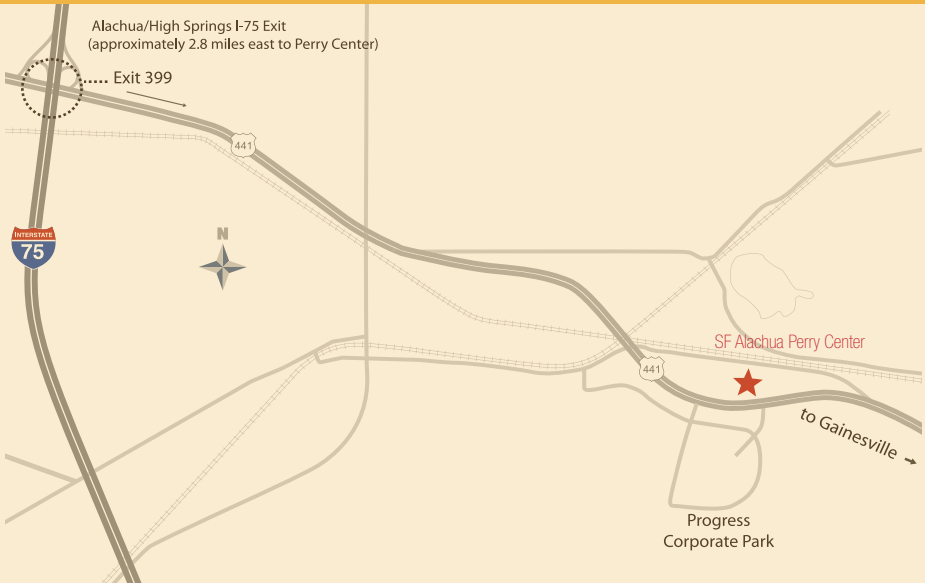 Alachua/High Springs I-75 Exit
(approximately 2.8 miles east to Perry Center)
Exit 399
441
INTERSTATE
75
N
SF Alachua Perry Center
441
to Gainesville
Progress
Corporate Park